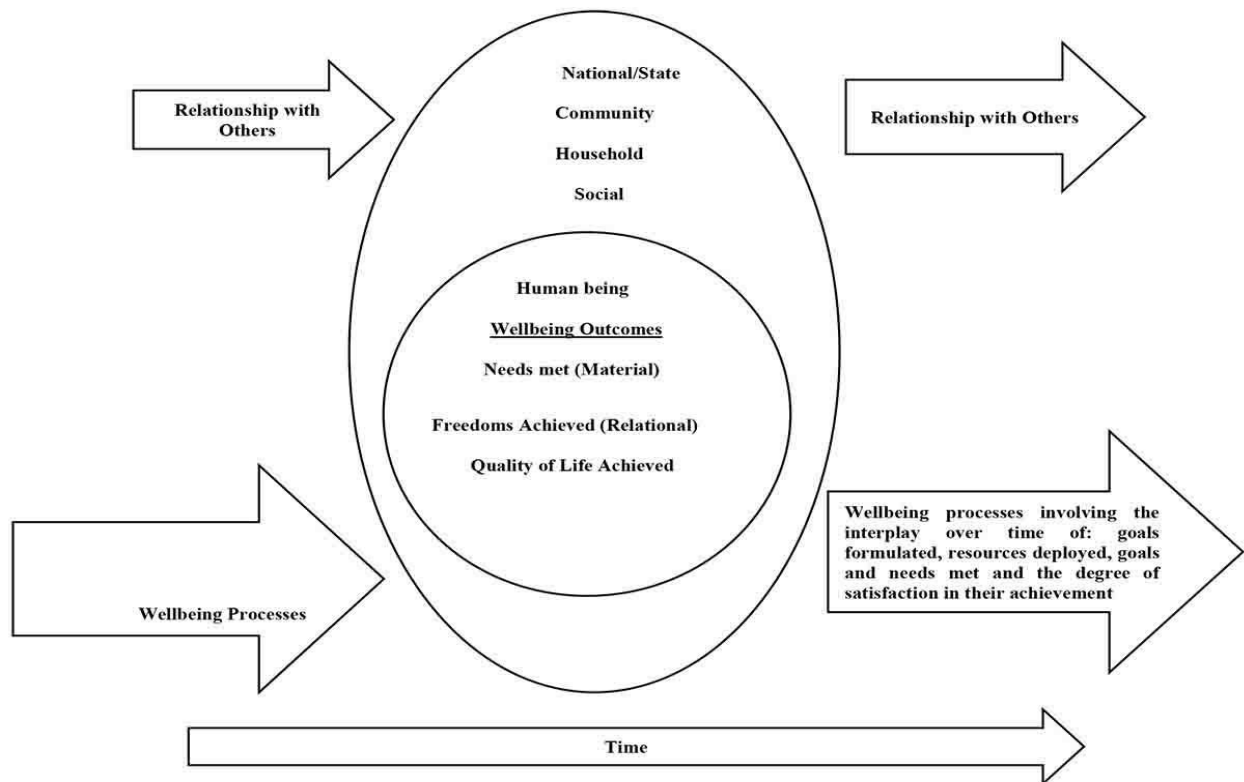 National/State
Relationship with
Others
Community
Relationship with Others
Household
Social
Human being
Wellbeing Outcomes
Needs met (Material)
Freedoms Achieved (Relational)
Quality of Life Achieved
Wellbeing Processes
Wellbeing processes involving the
interplay over time of: goals
formulated, resources deployed, goals
and needs met and the degree of
satisfaction in their achievement
Time